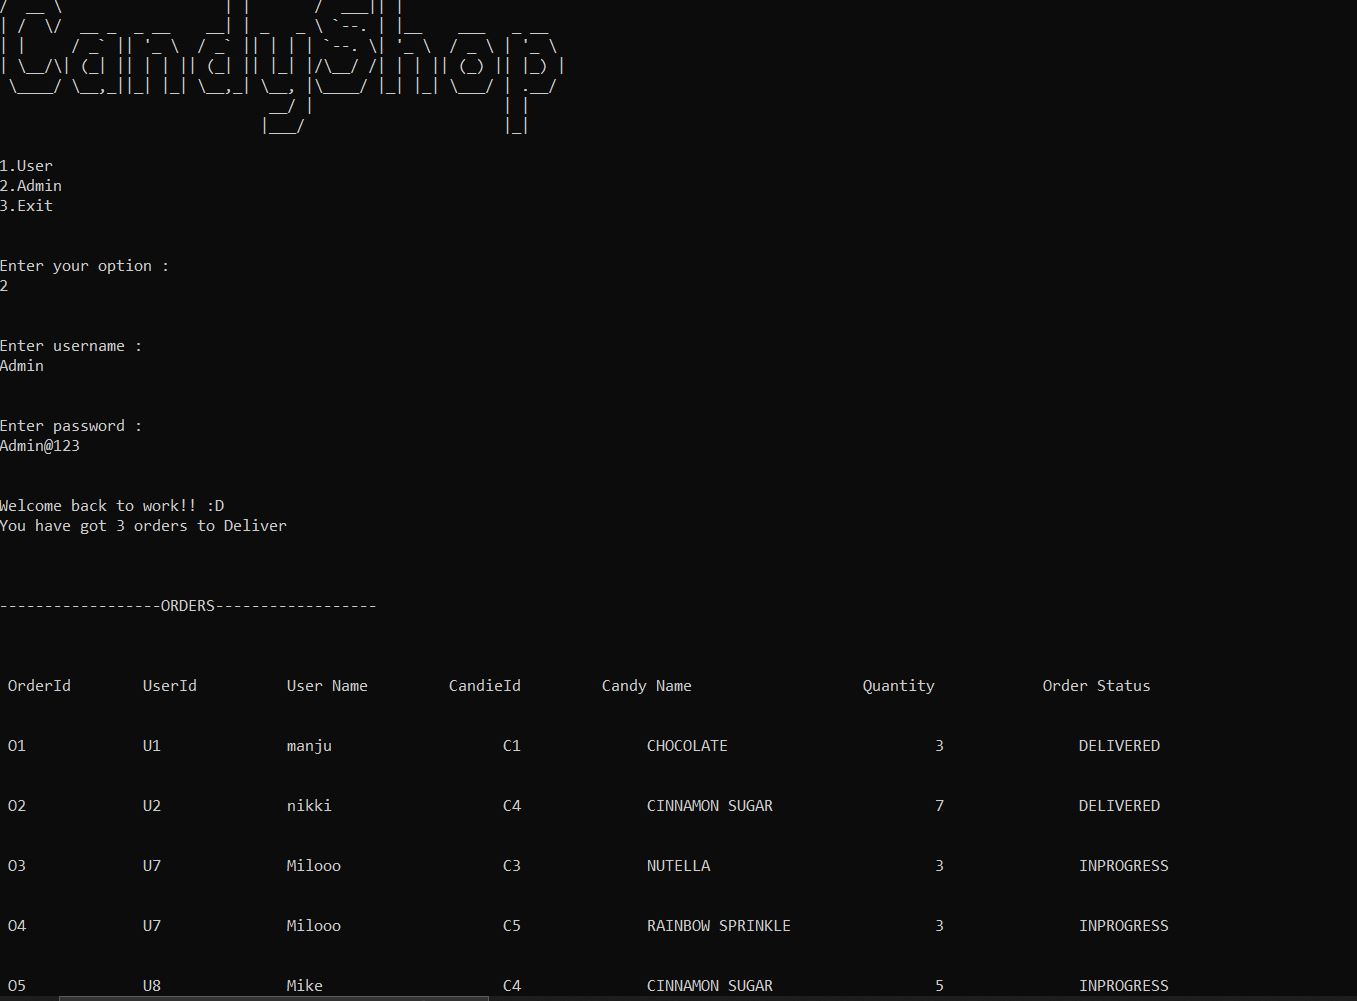 CandyShop
1.User
2.Admin
3.Exit
Enter your option :
2
Enter username :
Admin
Enter password :
Admin@123
Welcome back to work!! :D
You have got 3 orders to Deliver
------------------ORDERS------------------
OrderId UserId User Name CandieId Candy Name Quantity Order Status
O1 U1 manju C1 CHOCOLATE 3 DELIVERED
O2 U2 nikki C4 CINNAMON SUGAR 7 DELIVERED
O3 U7 Milooo C3 NUTELLA 3 INPROGRESS
O4 U7 Milooo C5 RAINBOW SPRINKLE 3 INPROGRESS
O5 U8 Mike C4 CINNAMON SUGAR 5 INPROGRESS